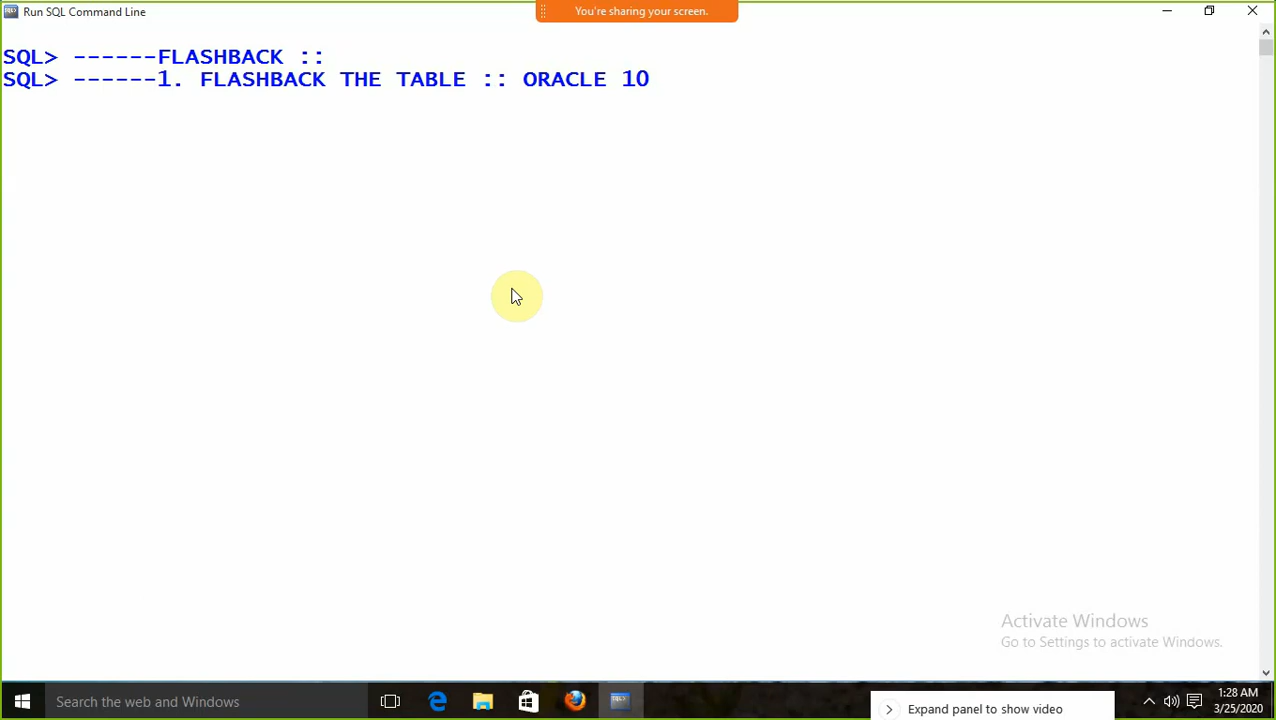 Run SQL Command Line
You're sharing your screen.
SQL> ------FLASHBACK ::
SQL> ------1. FLASHBACK THE TABLE :: ORACLE 10
Activate Windows
Go to Settings to activate Windows.
Search the web and Windows
Expand panel to show video
1:28 AM
3/25/2020